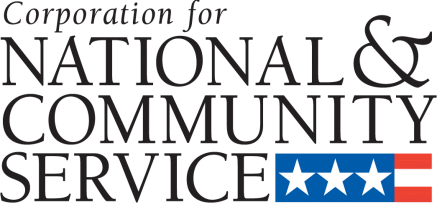 Corporation for
NATIONAL &
COMMUNITY
SERVICE